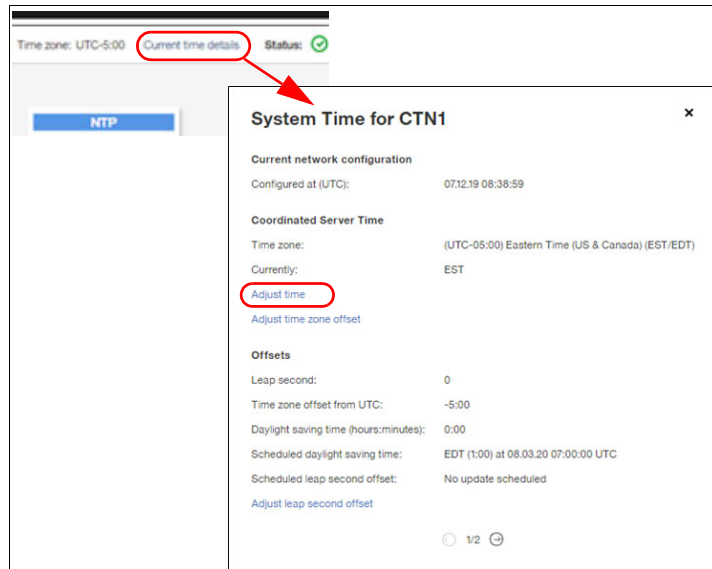 Time zone: UTC-5:00 Current time details Status:
NTP
System Time for CTN1
Current network configuration
Configured at (UTC): 07.12.19 08:38:59
Coordinated Server Time
Time zone: (UTC-05:00) Eastern Time (US & Canada) (EST/EDT)
Currently: EST
Adjust time
Adjust time zone offset
Offsets
Leap second: 0
Time zone offset from UTC: -5:00
Daylight saving time (hours:minutes): 0:00
Scheduled daylight saving time: EDT (1:00) at 08.03.20 07:00:00 UTC
Scheduled leap second offset: No update scheduled
Adjust leap second offset
1/2